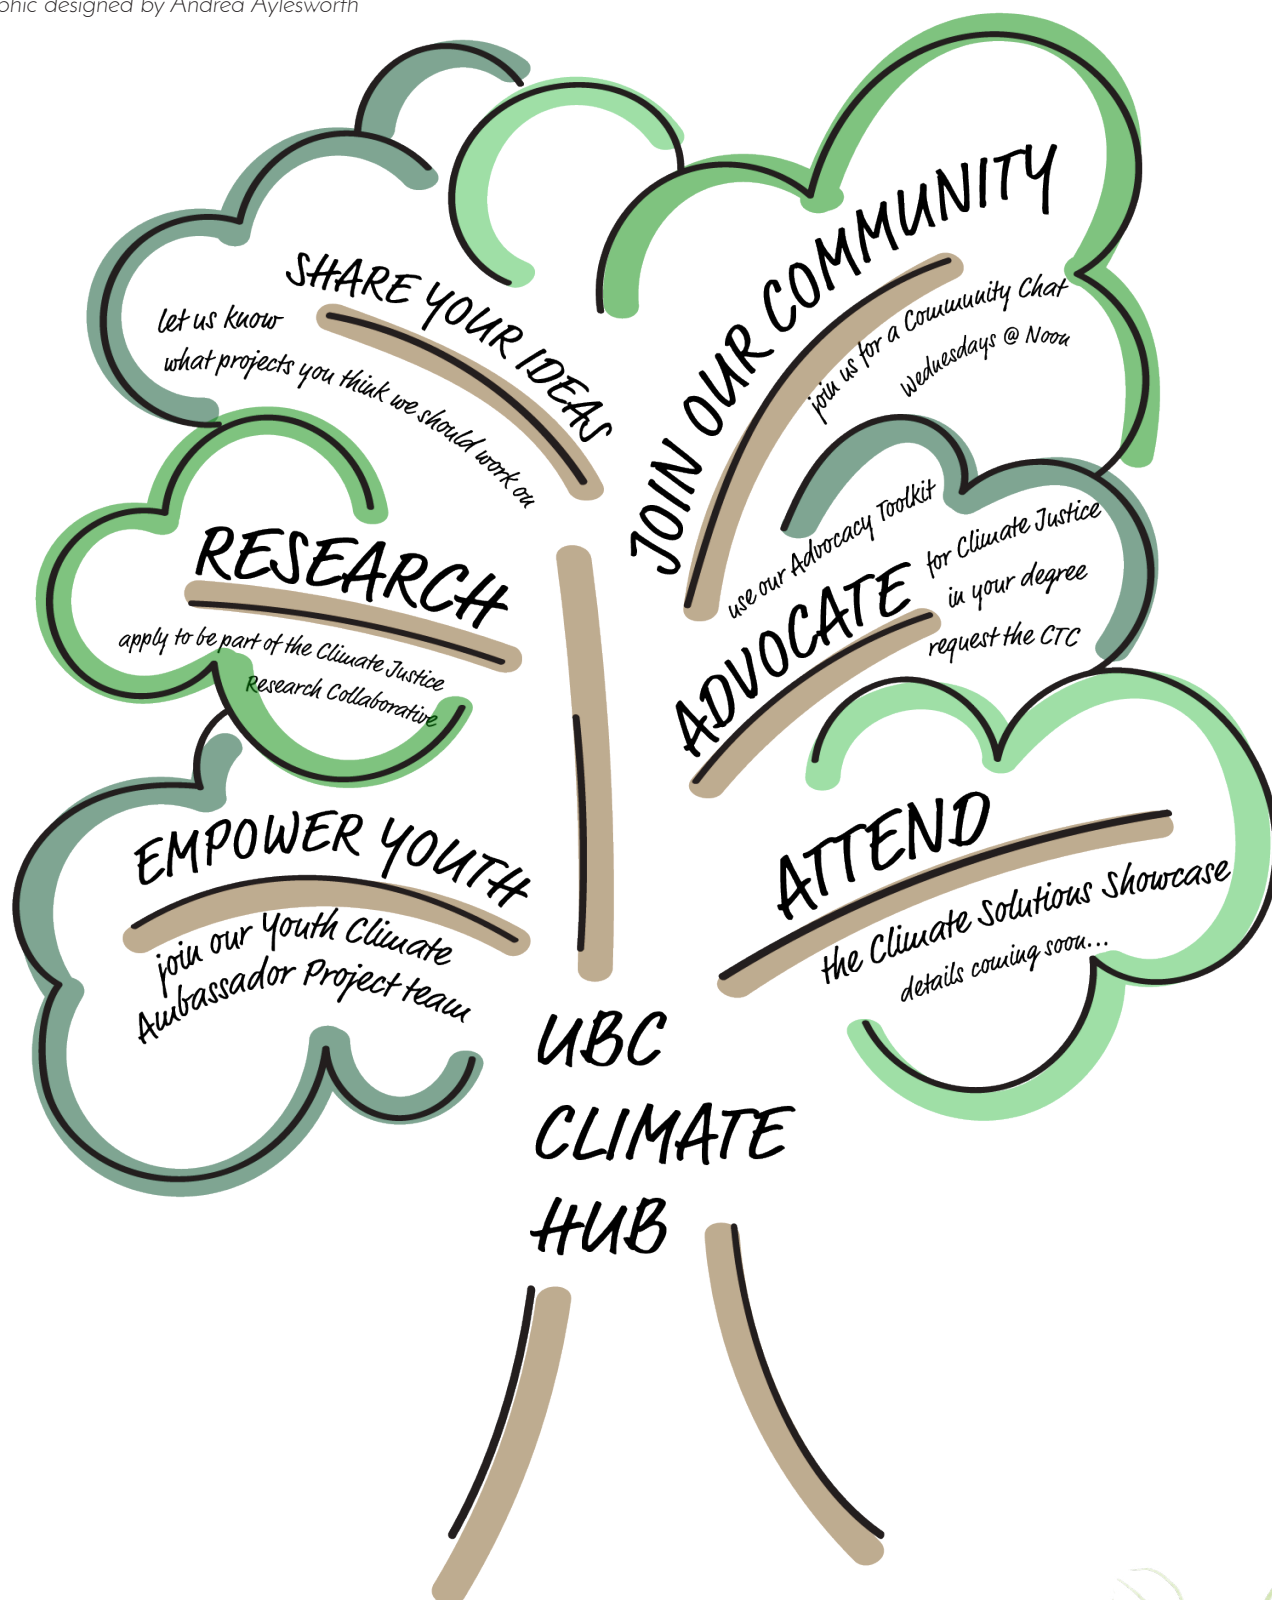 designed by Andrea Aylesworth
SHARE YOUR IDEAS
let us know
what projects you think we should work on
JOIN OUR COMMUNITY
join us for a Community Chat
Wednesdays @ Noon
RESEARCH
apply to be part of the Climate Justice
Research Collaborative
use our Advocacy Toolkit
ADVOCATE
for Climate Justice
in your degree
request the CTC
EMPOWER YOUTH
join our Youth Climate
Ambassador Project team
ATTEND
the Climate Solutions Showcase
details coming soon...
UBC
CLIMATE
HUB